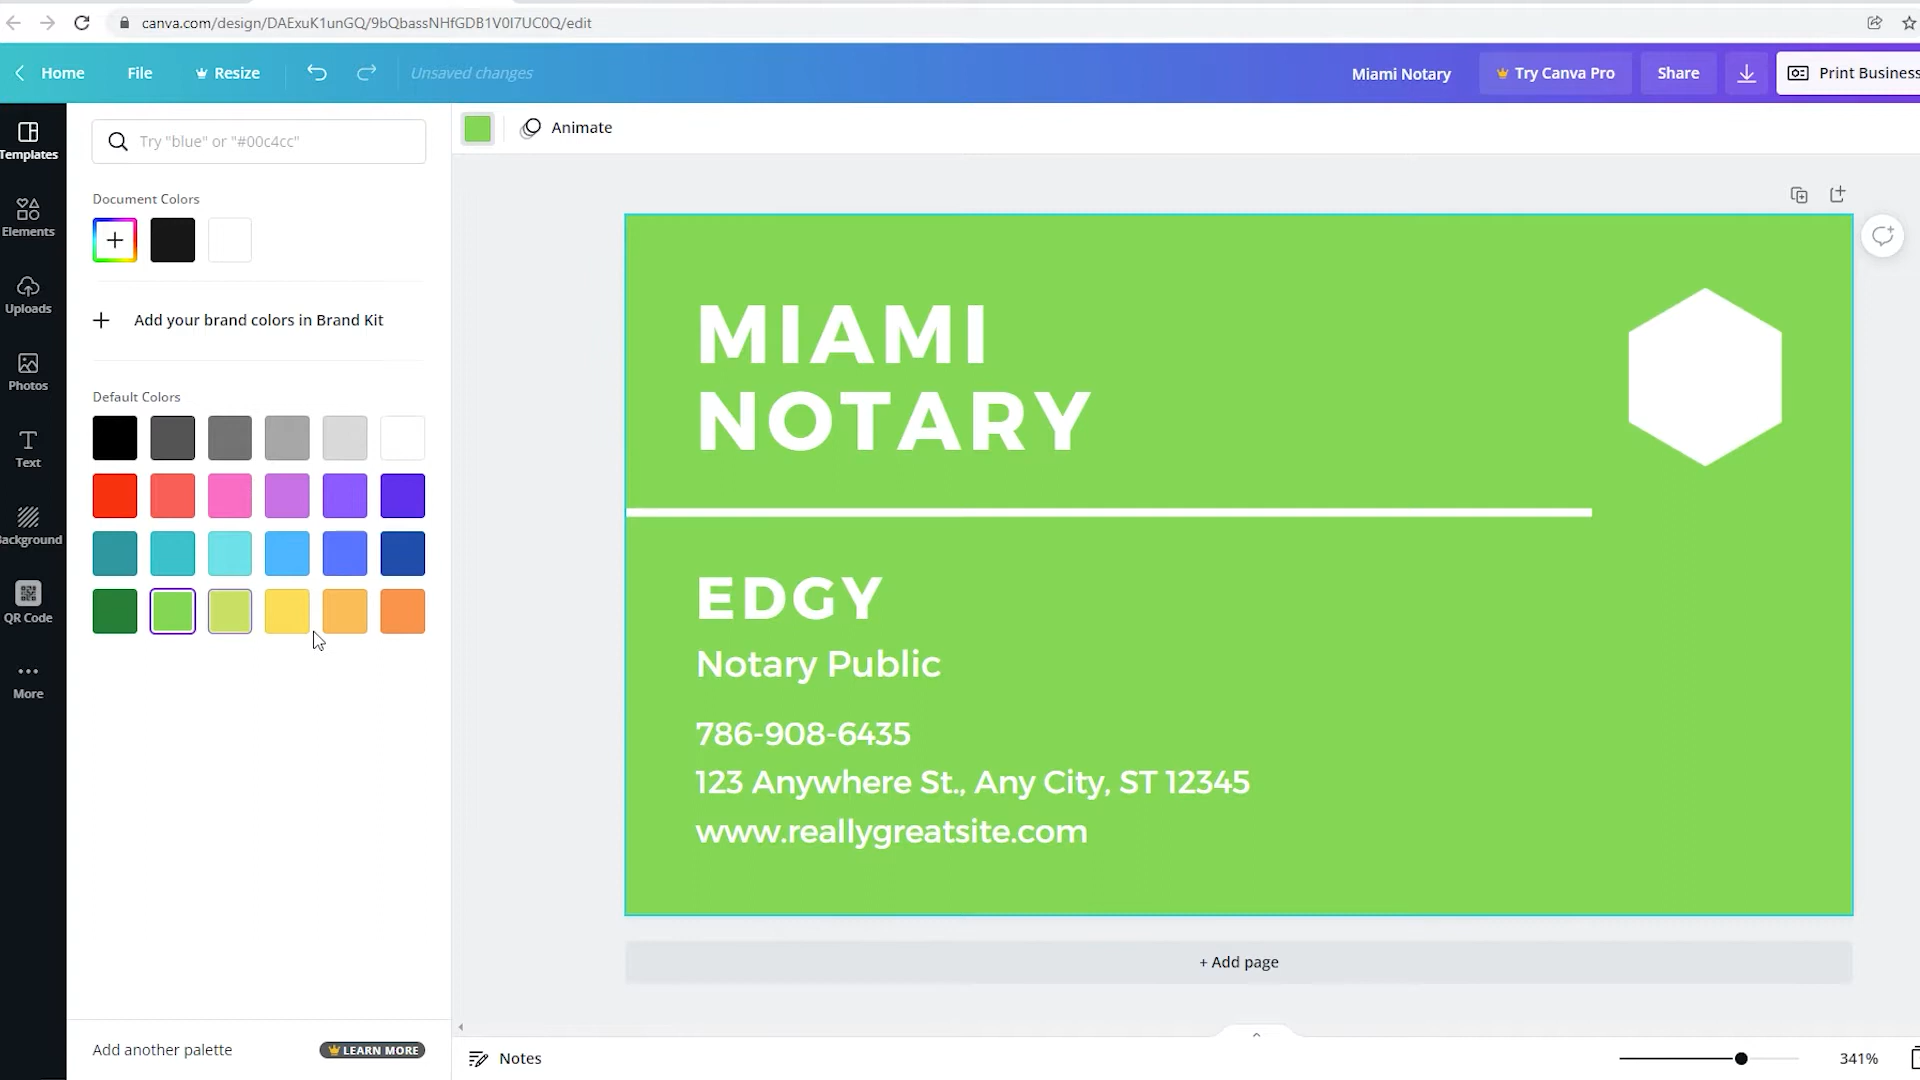 canva.com/design/DAExuK1unGQ/9bQbassNHfGDB1V0I7UC0Q/edit
Home
File
Resize
Unsaved changes
Miami Notary
Try Canva Pro
Share
Print Business
Templates
Elements
Uploads
Photos
Text
Background
QR Code
More
Try "blue" or "#00c4cc"
Document Colors
Add your brand colors in Brand Kit
Default Colors
Add another palette
LEARN MORE
Animate
MIAMI
NOTARY
EDGY
Notary Public
786-908-6435
123 Anywhere St., Any City, ST 12345
www.reallygreatsite.com
+ Add page
Notes
341%